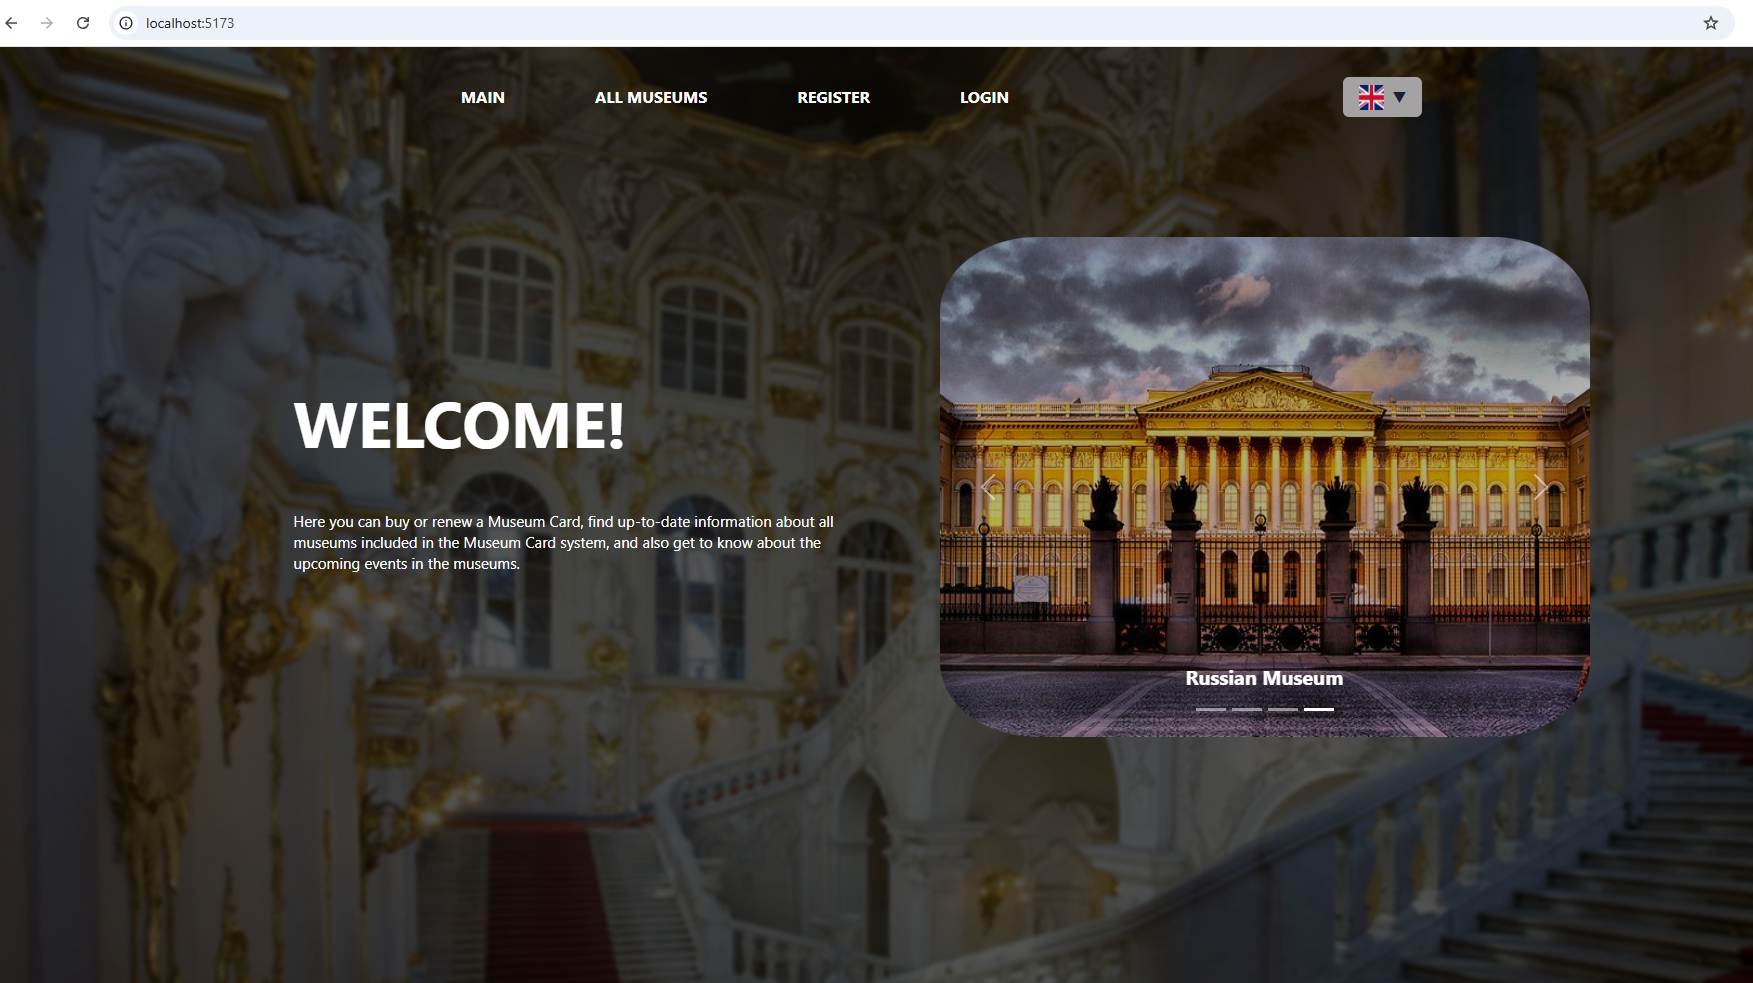 localhost:5173
MAIN
ALL MUSEUMS
REGISTER
LOGIN
WELCOME!
Here you can buy or renew a Museum Card, find up-to-date information about all
museums included in the Museum Card system, and also get to know about the
upcoming events in the museums.
Russian Museum